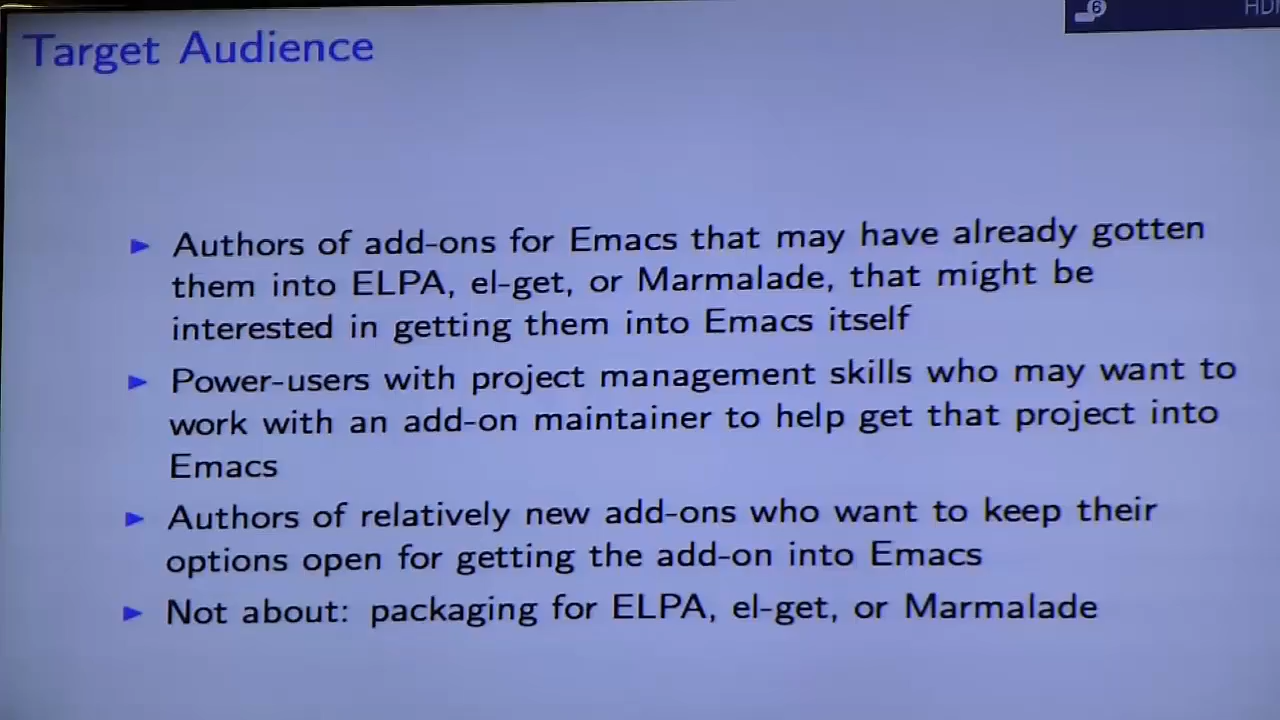 Target Audience
6
► Authors of add-ons for Emacs that may have already gotten
them into ELPA, el-get, or Marmalade, that might be
interested in getting them into Emacs itself
► Power-users with project management skills who may want to
work with an add-on maintainer to help get that project into
Emacs
► Authors of relatively new add-ons who want to keep their
options open for getting the add-on into Emacs
► Not about: packaging for ELPA, el-get, or Marmalade